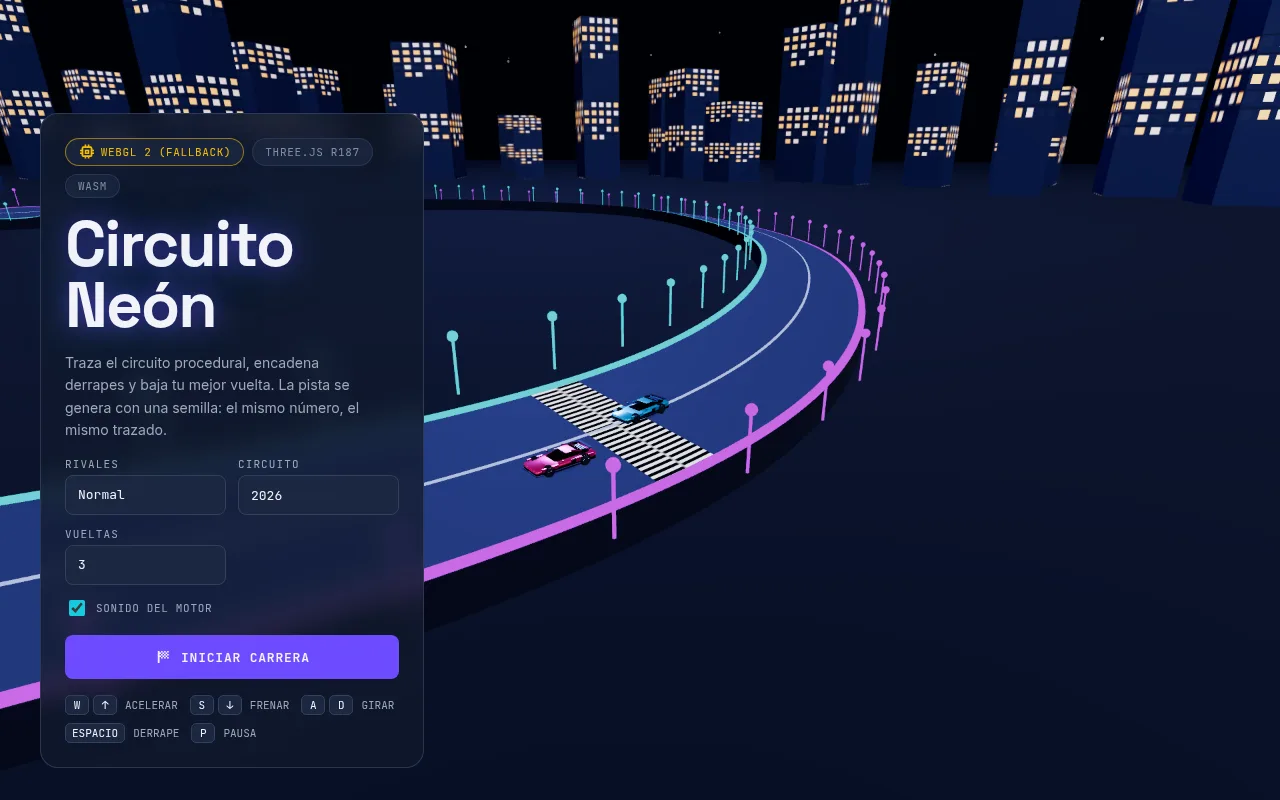 WEBGL 2 (FALLBACK) THREE.JS R187
WASM
Circuito
Neón
Traza el circuito procedural, encadena
derrapes y baja tu mejor vuelta. La pista se
genera con una semilla: el mismo número, el
mismo trazado.
RIVALES CIRCUITO
Normal 2026
VUELTAS
3
SONIDO DEL MOTOR
INICIAR CARRERA
W ↑ ACELERAR S ↓ FRENAR A D GIRAR
ESPACIO DERRAPE P PAUSA